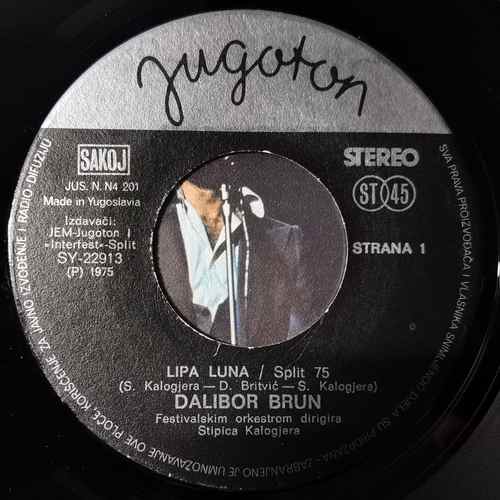 Jugoton
SAKOJ
JUS. N. N4 201
Made in Yugoslavia
Izdavači:
JEM-Jugoton I
-Interfest-Split
SY-22913
(P) 1975
STEREO
ST 45
STRANA 1
LIPA LUNA / Split 75
(S. Kalogjera — D. Britvić — S. Kalogjera)
DALIBOR BRUN
Festivalskim orkestrom dirigira
Stipica Kalogjera
SVA PRAVA PROIZVOĐAČA I VLASNIKA SNIMLJENOG DJELA SU PRIDRŽANA - ZABRANJENO JE UMNOŽAVANJE OVE PLOČE, KORIŠĆENJE ZA JAVNO IZVOĐENJE I RADIO-DIFUZIJU